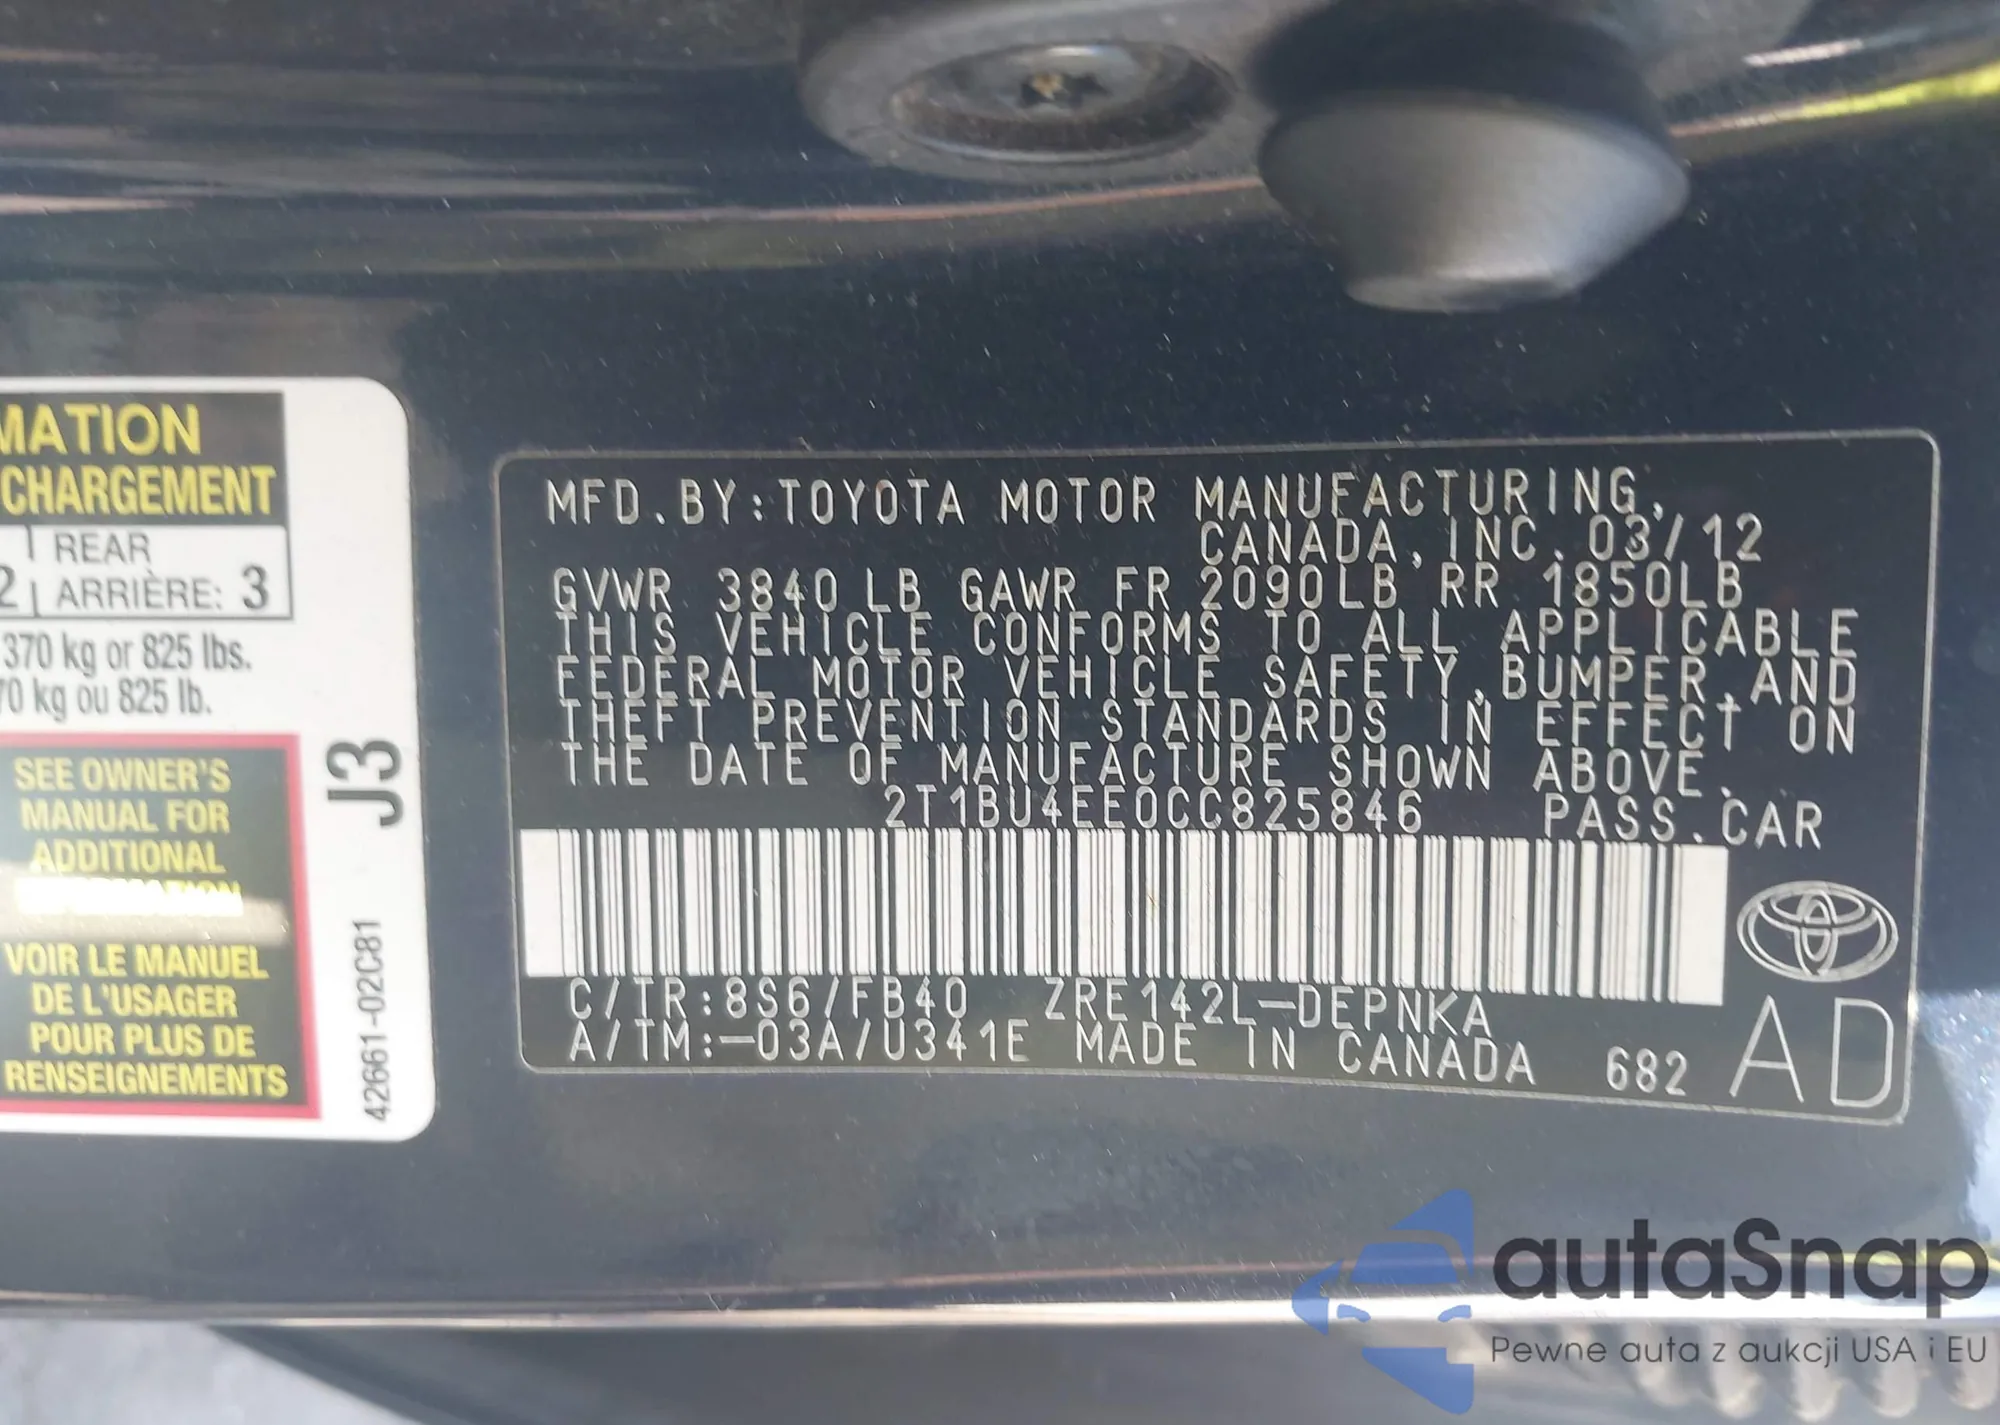 MATION
CHARGEMENT
2 REAR
ARRIÈRE: 3
370 kg or 825 lbs.
70 kg ou 825 lb.
SEE OWNER'S
MANUAL FOR
ADDITIONAL
INFORMATION
VOIR LE MANUEL
DE L'USAGER
POUR PLUS DE
RENSEIGNEMENTS
J3
42661-02C81
MFD.BY:TOYOTA MOTOR MANUFACTURING,
CANADA,INC.03/12
GVWR 3840 LB GAWR FR 2090LB RR 1850LB
THIS VEHICLE CONFORMS TO ALL APPLICABLE
FEDERAL MOTOR VEHICLE SAFETY,BUMPER,AND
THEFT PREVENTION STANDARDS IN EFFECT ON
THE DATE OF MANUFACTURE SHOWN ABOVE.
2T1BU4EE0CC825846 PASS.CAR
C/TR:8S6/FB40 ZRE142L-DEPNKA
A/TM:-03A/U341E MADE IN CANADA 682 AD
autaSnap
Pewne auta z aukcji USA i EU